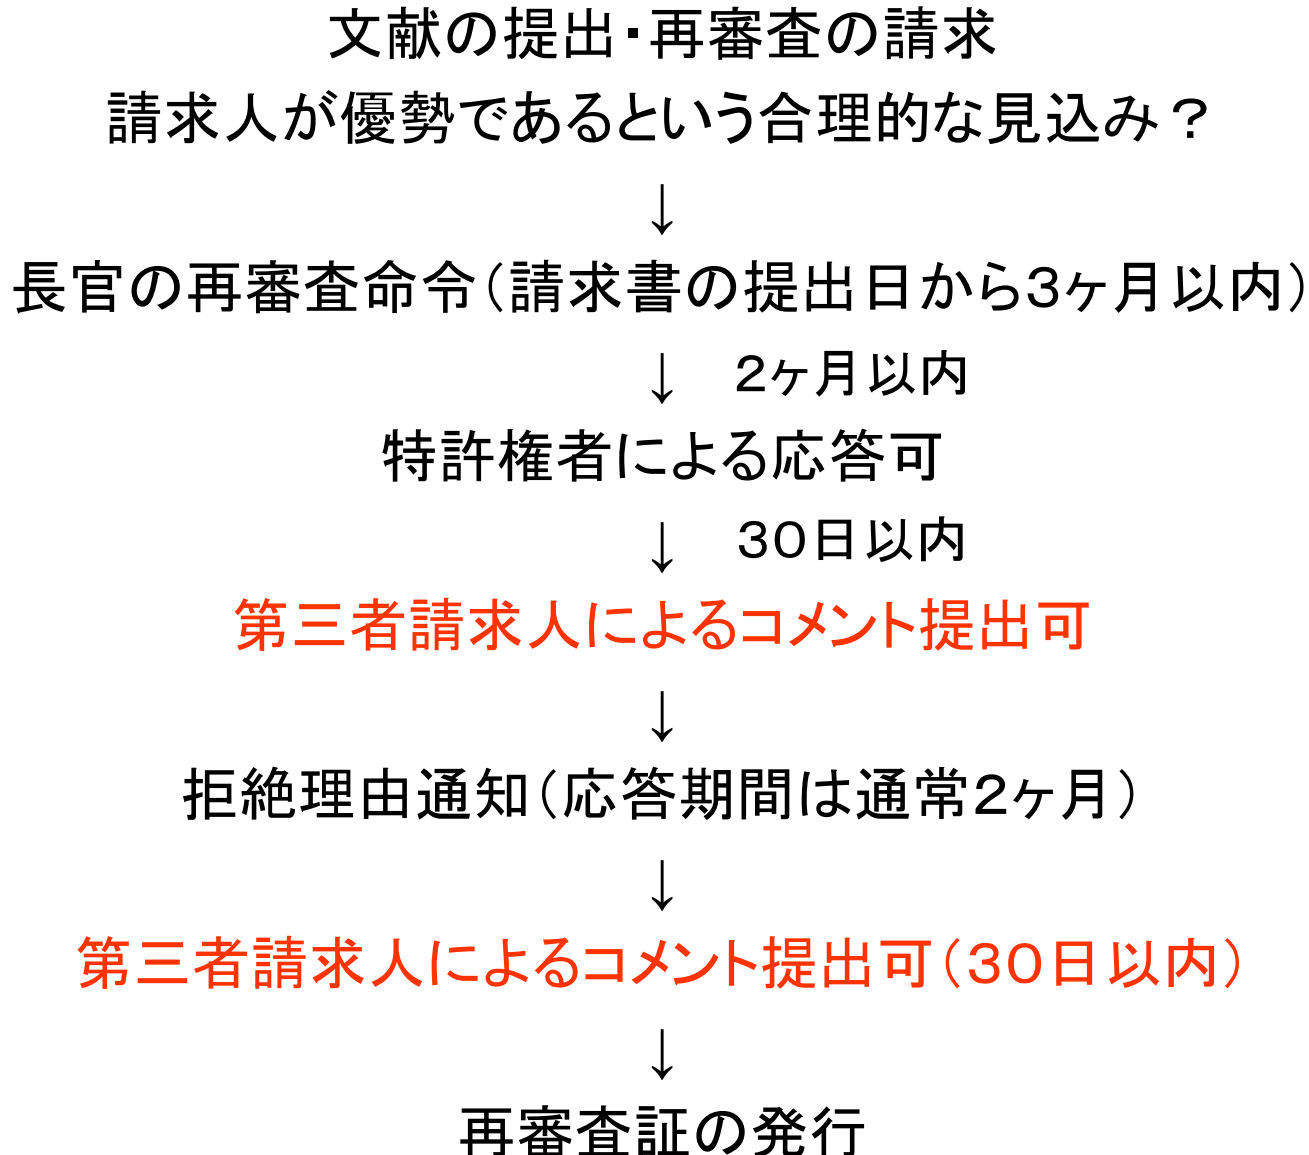 文献の提出・再審査の請求
請求人が優勢であるという合理的な見込み？
↓
長官の再審査命令（請求書の提出日から３ヶ月以内）
↓　２ヶ月以内
特許権者による応答可
↓　３０日以内
第三者請求人によるコメント提出可
↓
拒絶理由通知（応答期間は通常２ヶ月）
↓
第三者請求人によるコメント提出可（３０日以内）
↓
再審査証の発行